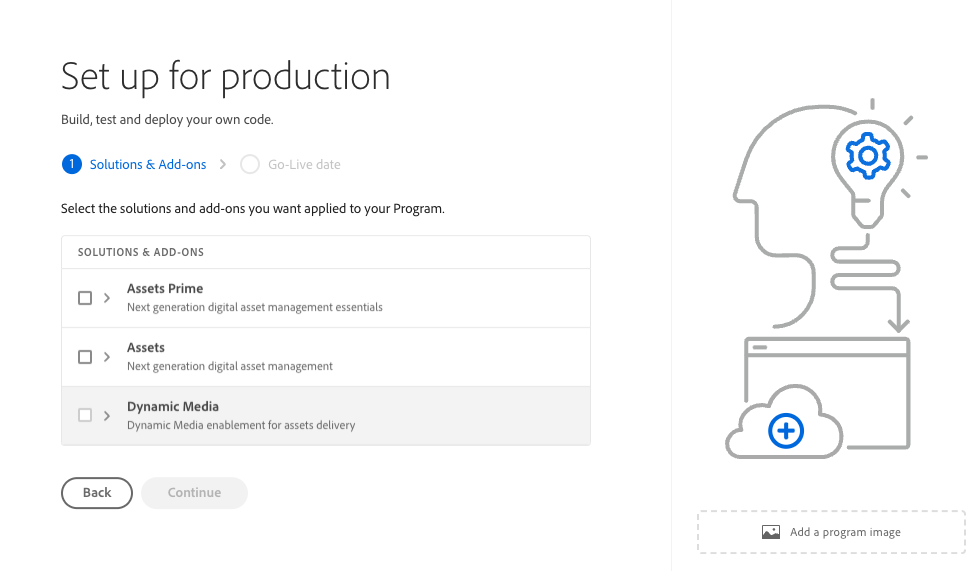 Set up for production
Build, test and deploy your own code.
1 Solutions & Add-ons > Go-Live date
Select the solutions and add-ons you want applied to your Program.
SOLUTIONS & ADD-ONS
Assets Prime
Next generation digital asset management essentials
Assets
Next generation digital asset management
Dynamic Media
Dynamic Media enablement for assets delivery
Back Continue
Add a program image